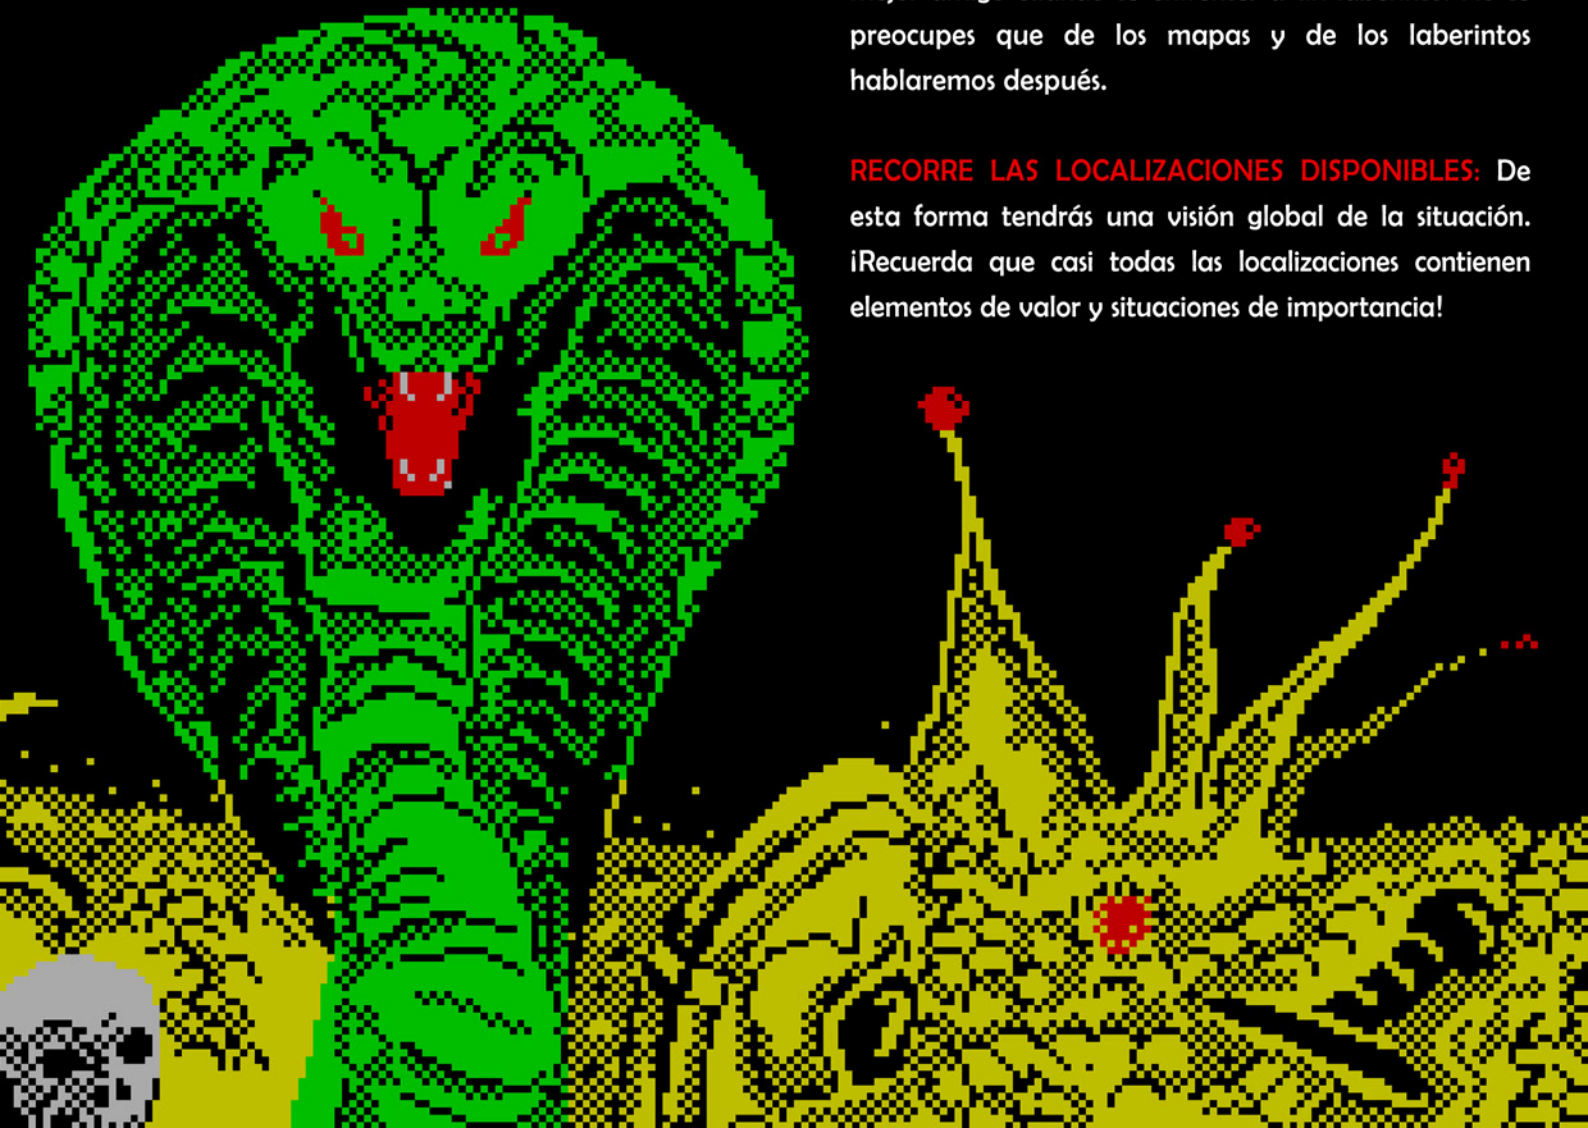 preocupes que de los mapas y de los laberintos
hablaremos después.
RECORRE LAS LOCALIZACIONES DISPONIBLES: De
esta forma tendrás una visión global de la situación.
¡Recuerda que casi todas las localizaciones contienen
elementos de valor y situaciones de importancia!